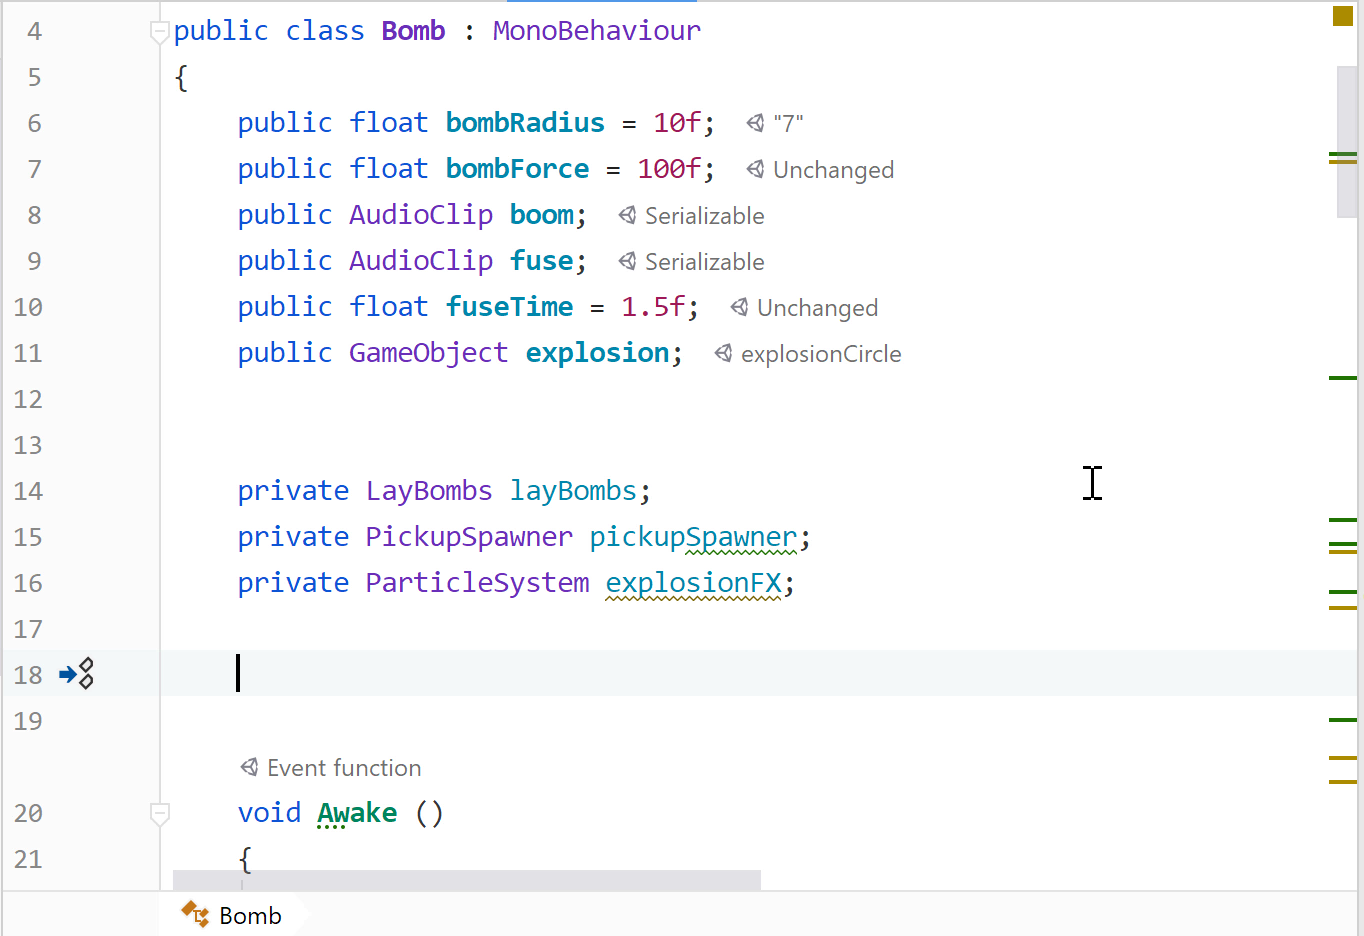 4 public class Bomb : MonoBehaviour
5 {
6 public float bombRadius = 10f; "7"
7 public float bombForce = 100f; Unchanged
8 public AudioClip boom; Serializable
9 public AudioClip fuse; Serializable
10 public float fuseTime = 1.5f; Unchanged
11 public GameObject explosion; explosionCircle
12
13
14 private LayBombs layBombs;
15 private PickupSpawner pickupSpawner;
16 private ParticleSystem explosionFX;
17
18
19
Event function
20 void Awake ()
21 {
Bomb